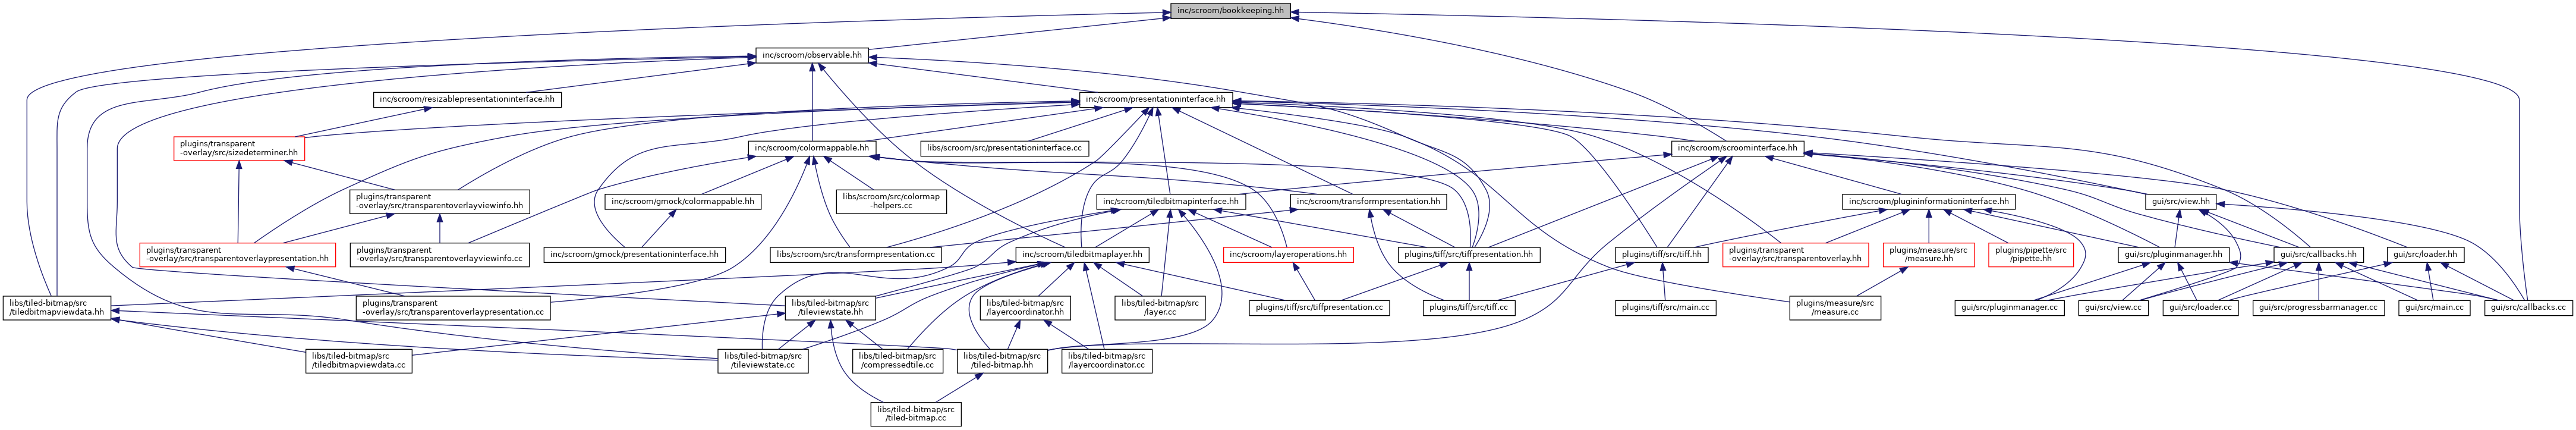 inc/scroom/bookkeeping.hh
inc/scroom/observable.hh
inc/scroom/resizablepresentationinterface.hh
inc/scroom/presentationinterface.hh
plugins/transparent
-overlay/src/sizedeterminer.hh
inc/scroom/colormappable.hh
libs/scroom/src/presentationinterface.cc
inc/scroom/scroominterface.hh
plugins/transparent
-overlay/src/transparentoverlayviewinfo.hh
inc/scroom/gmock/colormappable.hh
libs/scroom/src/colormap
-helpers.cc
inc/scroom/tiledbitmapinterface.hh
inc/scroom/transformpresentation.hh
inc/scroom/plugininformationinterface.hh
gui/src/view.hh
plugins/transparent
-overlay/src/transparentoverlaypresentation.hh
plugins/transparent
-overlay/src/transparentoverlayviewinfo.cc
inc/scroom/gmock/presentationinterface.hh
libs/scroom/src/transformpresentation.cc
inc/scroom/tiledbitmaplayer.hh
inc/scroom/layeroperations.hh
plugins/tiff/src/tiffpresentation.hh
plugins/tiff/src/tiff.hh
plugins/transparent
-overlay/src/transparentoverlay.hh
plugins/measure/src
/measure.hh
plugins/pipette/src
/pipette.hh
gui/src/pluginmanager.hh
gui/src/callbacks.hh
gui/src/loader.hh
libs/tiled-bitmap/src
/tiledbitmapviewdata.hh
plugins/transparent
-overlay/src/transparentoverlaypresentation.cc
libs/tiled-bitmap/src
/tileviewstate.hh
libs/tiled-bitmap/src
/layercoordinator.hh
libs/tiled-bitmap/src
/layer.cc
plugins/tiff/src/tiffpresentation.cc
plugins/tiff/src/tiff.cc
plugins/tiff/src/main.cc
plugins/measure/src
/measure.cc
gui/src/pluginmanager.cc
gui/src/view.cc
gui/src/loader.cc
gui/src/progressbarmanager.cc
gui/src/main.cc
gui/src/callbacks.cc
libs/tiled-bitmap/src
/tiledbitmapviewdata.cc
libs/tiled-bitmap/src
/tileviewstate.cc
libs/tiled-bitmap/src
/compressedtile.cc
libs/tiled-bitmap/src
/tiled-bitmap.hh
libs/tiled-bitmap/src
/layercoordinator.cc
libs/tiled-bitmap/src
/tiled-bitmap.cc